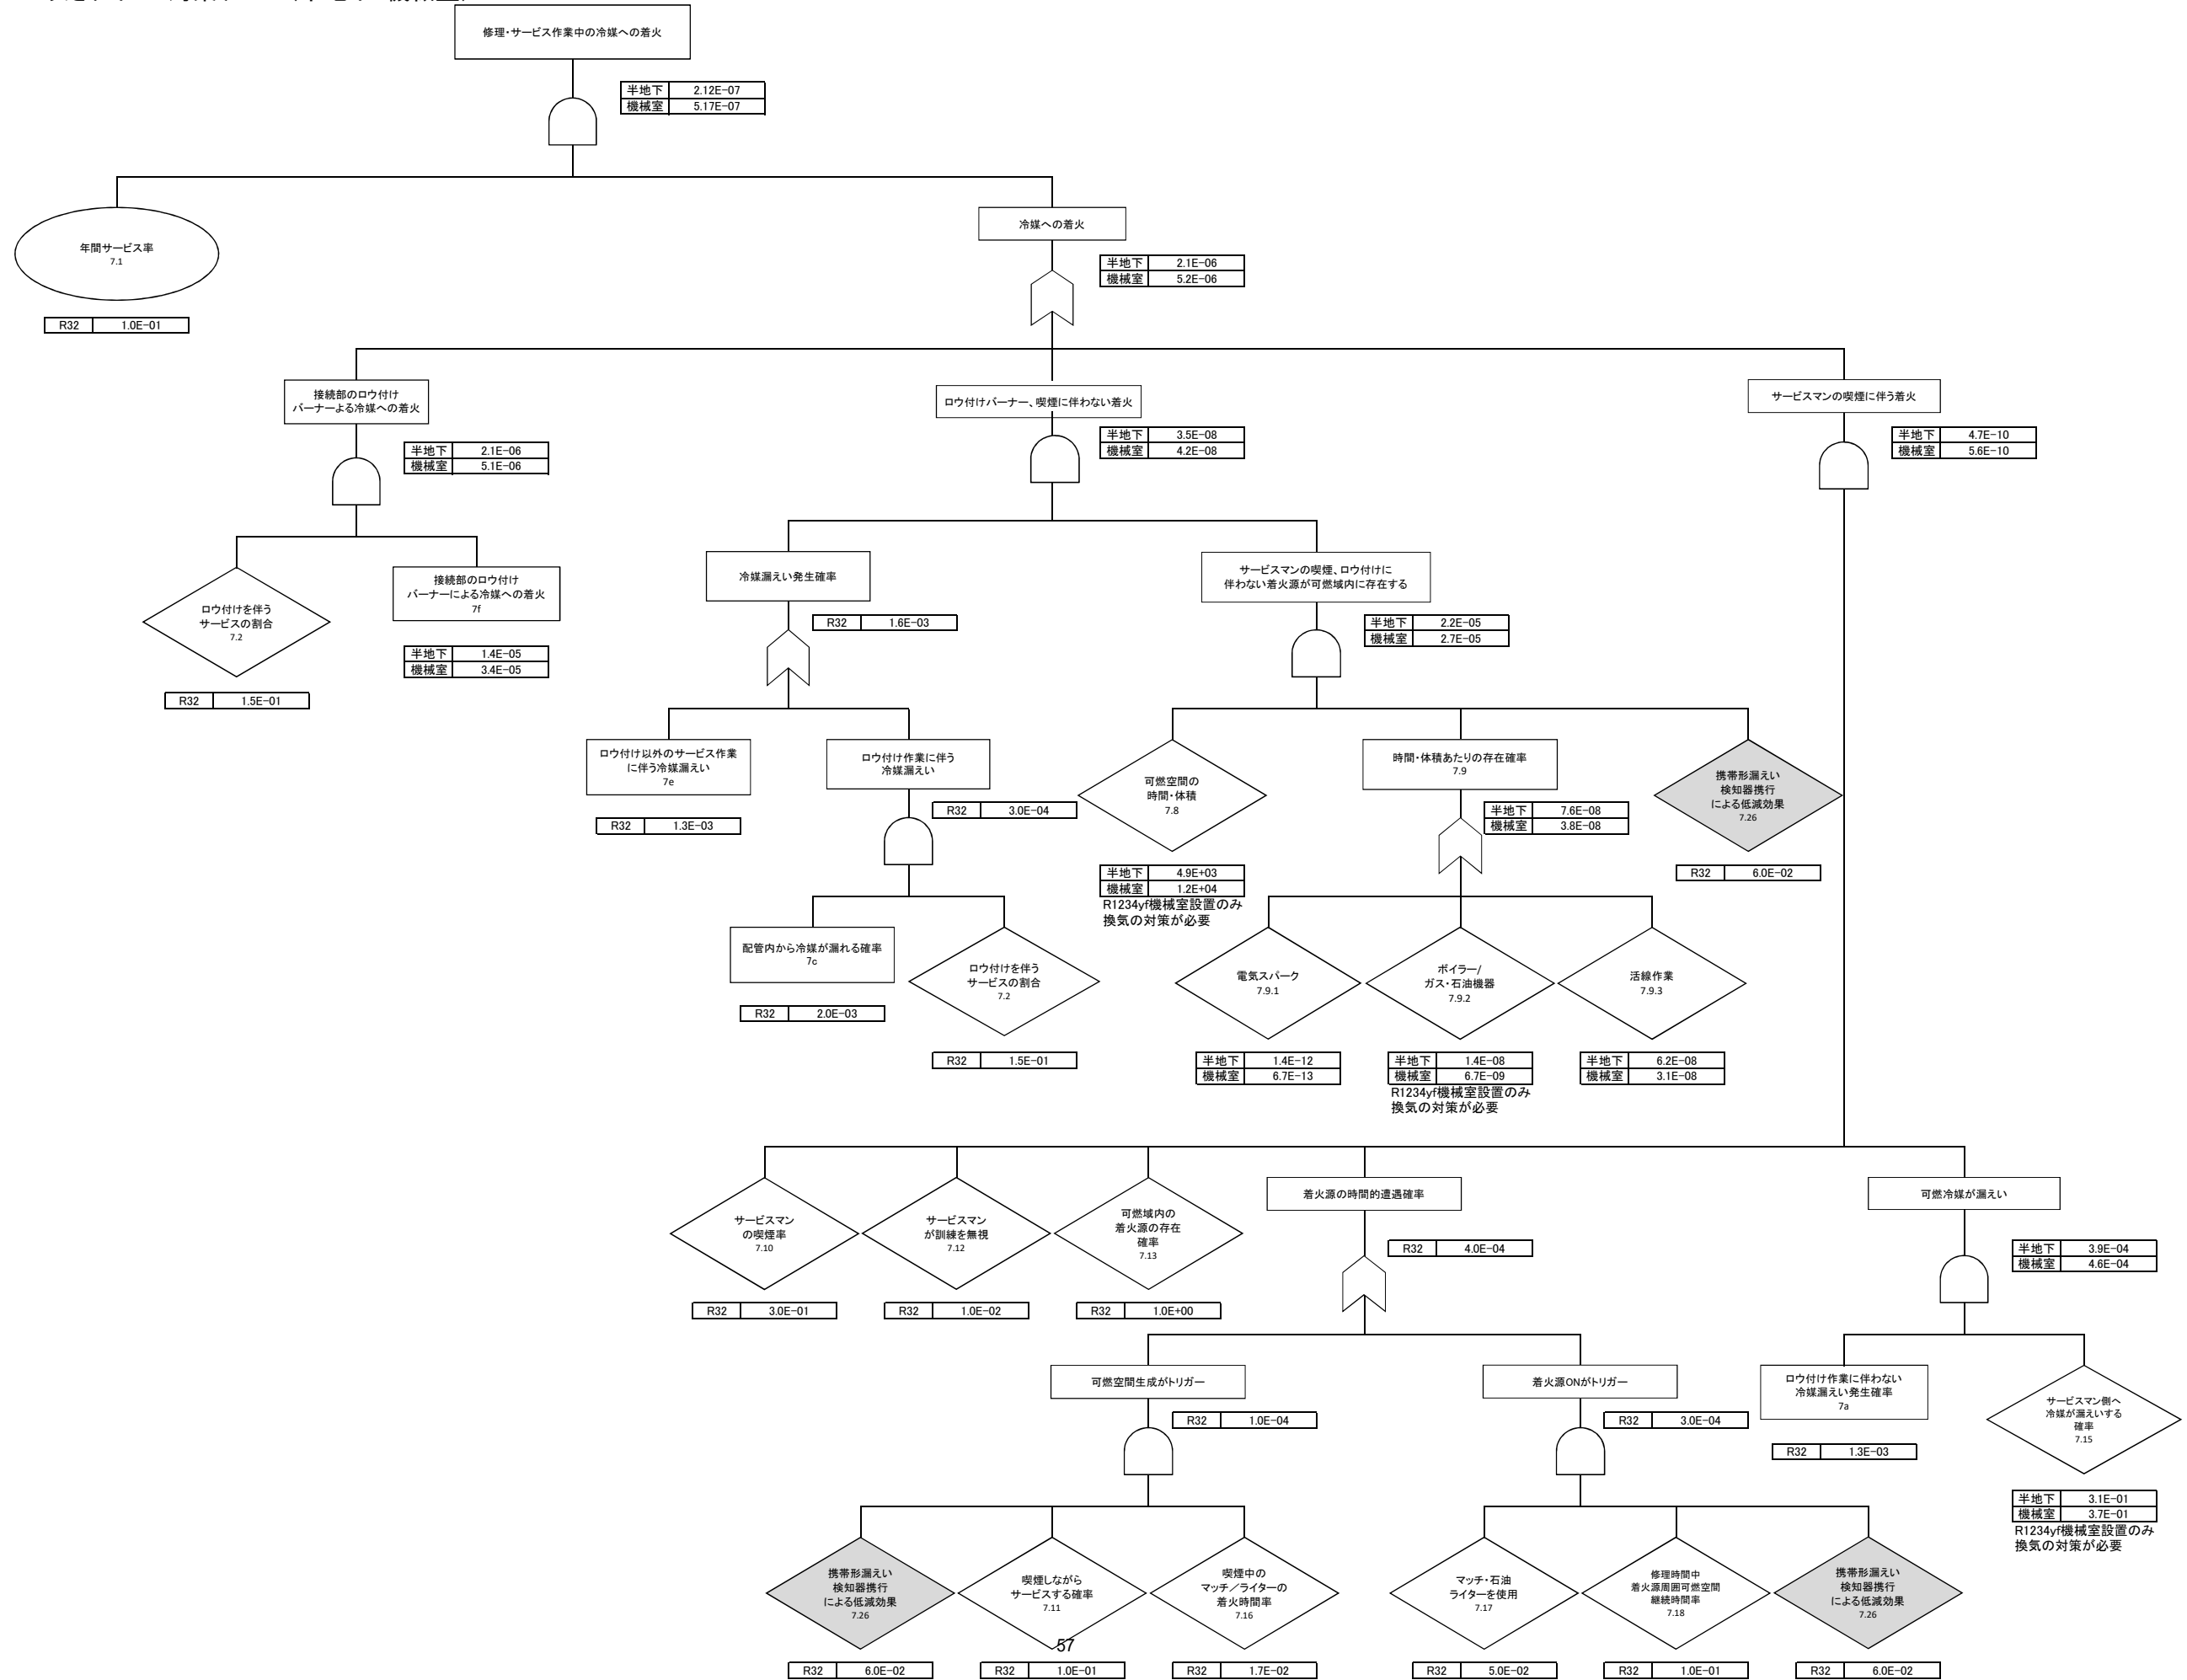 修理・サービス作業中の冷媒への着火
半地下 2.12E-07
機械室 5.17E-07
年間サービス率
7.1
R32 1.0E-01
冷媒への着火
半地下 2.1E-06
機械室 5.2E-06
接続部のロウ付け
バーナーよる冷媒への着火
半地下 2.1E-06
機械室 5.1E-06
ロウ付けバーナー、喫煙に伴わない着火
半地下 3.5E-08
機械室 4.2E-08
サービスマンの喫煙に伴う着火
半地下 4.7E-10
機械室 5.6E-10
ロウ付けを伴う
サービスの割合
7.2
R32 1.5E-01
接続部のロウ付け
バーナーによる冷媒への着火
7f
半地下 1.4E-05
機械室 3.4E-05
冷媒漏えい発生確率
R32 1.6E-03
サービスマンの喫煙、ロウ付けに
伴わない着火源が可燃域内に存在する
半地下 2.2E-05
機械室 2.7E-05
ロウ付け以外のサービス作業
に伴う冷媒漏えい
7e
R32 1.3E-03
ロウ付け作業に伴う
冷媒漏えい
R32 3.0E-04
可燃空間の
時間・体積
7.8
半地下 4.9E+03
機械室 1.2E+04
R1234yf機械室設置のみ
換気の対策が必要
時間・体積あたりの存在確率
7.9
半地下 7.6E-08
機械室 3.8E-08
携帯形漏えい
検知器携行
による低減効果
7.26
R32 6.0E-02
配管内から冷媒が漏れる確率
7c
R32 2.0E-03
ロウ付けを伴う
サービスの割合
7.2
R32 1.5E-01
電気スパーク
7.9.1
半地下 1.4E-12
機械室 6.7E-13
ボイラー/
ガス・石油機器
7.9.2
半地下 1.4E-08
機械室 6.7E-09
R1234yf機械室設置のみ
換気の対策が必要
活線作業
7.9.3
半地下 6.2E-08
機械室 3.1E-08
サービスマン
の喫煙率
7.10
R32 3.0E-01
サービスマン
が訓練を無視
7.12
R32 1.0E-02
可燃域内の
着火源の存在
確率
7.13
R32 1.0E+00
着火源の時間的遭遇確率
R32 4.0E-04
可燃冷媒が漏えい
半地下 3.9E-04
機械室 4.6E-04
可燃空間生成がトリガー
R32 1.0E-04
着火源ONがトリガー
R32 3.0E-04
ロウ付け作業に伴わない
冷媒漏えい発生確率
7a
R32 1.3E-03
サービスマン側へ
冷媒が漏えいする
確率
7.15
半地下 3.1E-01
機械室 3.7E-01
R1234yf機械室設置のみ
換気の対策が必要
携帯形漏えい
検知器携行
による低減効果
7.26
R32 6.0E-02
喫煙しながら
サービスする確率
7.11
R32 1.0E-01
喫煙中の
マッチ/ライターの
着火時間率
7.16
R32 1.7E-02
マッチ・石油
ライターを使用
7.17
R32 5.0E-02
修理時間中
着火源周囲可燃空間
継続時間率
7.18
R32 1.0E-01
携帯形漏えい
検知器携行
による低減効果
7.26
R32 6.0E-02
57